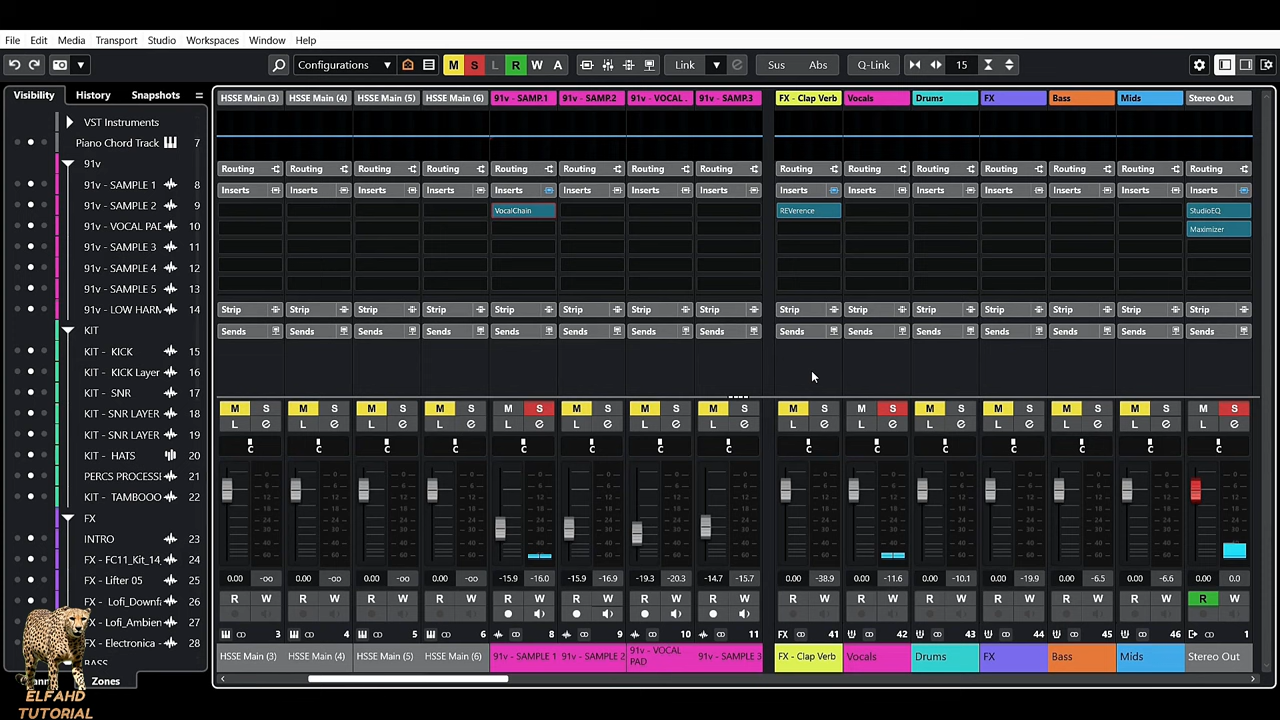 File Edit Media Transport Studio Workspaces Window Help
Configurations M S L R W A Link Sus Abs Q-Link 15
Visibility History Snapshots
HSSE Main (3) HSSE Main (4) HSSE Main (5) HSSE Main (6) 91v - SAMP.1 91v - SAMP.2 91v - VOCAL . 91v - SAMP.3 FX - Clap Verb Vocals Drums FX Bass Mids Stereo Out
VST Instruments
Piano Chord Track 7
91v
91v - SAMPLE 1 8
91v - SAMPLE 2 9
91v - VOCAL PAD 10
91v - SAMPLE 3 11
91v - SAMPLE 4 12
91v - SAMPLE 5 13
91v - LOW HARM 14
KIT
KIT - KICK 15
KIT - KICK Layer 16
KIT - SNR 17
KIT - SNR LAYER 18
KIT - SNR LAYER 19
KIT - HATS 20
PERCS PROCESSI 21
KIT - TAMBOOO 22
FX
INTRO 23
FX - FC11_Kit_14 24
FX - Lifter 05 25
FX - Lofi_Downf 26
FX - Lofi_Ambien 27
FX - Electronica 28
BASS
Zones
Routing Routing Routing Routing Routing Routing Routing Routing Routing Routing Routing Routing Routing Routing Routing
Inserts Inserts Inserts Inserts Inserts Inserts Inserts Inserts Inserts Inserts Inserts Inserts Inserts Inserts Inserts
VocalChain REVerence StudioEQ
Maximizer
Strip Strip Strip Strip Strip Strip Strip Strip Strip Strip Strip Strip Strip Strip Strip
Sends Sends Sends Sends Sends Sends Sends Sends Sends Sends Sends Sends Sends Sends Sends
M S M S M S M S M S M S M S M S M S M S M S M S M S M S M S
L L L L L L L L L L L L L L L
C C C C C C C C C C C C C C C
0.00 -oo 0.00 -oo 0.00 -oo 0.00 -oo -15.9 -16.0 -15.9 -16.9 -19.3 -20.3 -14.7 -15.7 0.00 -38.9 0.00 -11.6 0.00 -10.1 0.00 -19.9 0.00 -6.5 0.00 -6.6 0.00 0.0
R W R W R W R W R W R W R W R W R W R W R W R W R W R W R W
3 4 5 6 8 9 10 11 FX 41 42 43 44 45 46 1
HSSE Main (3) HSSE Main (4) HSSE Main (5) HSSE Main (6) 91v - SAMPLE 1 91v - SAMPLE 2 91v - VOCAL PAD 91v - SAMPLE 3 FX - Clap Verb Vocals Drums FX Bass Mids Stereo Out
ELFAHD
TUTORIAL